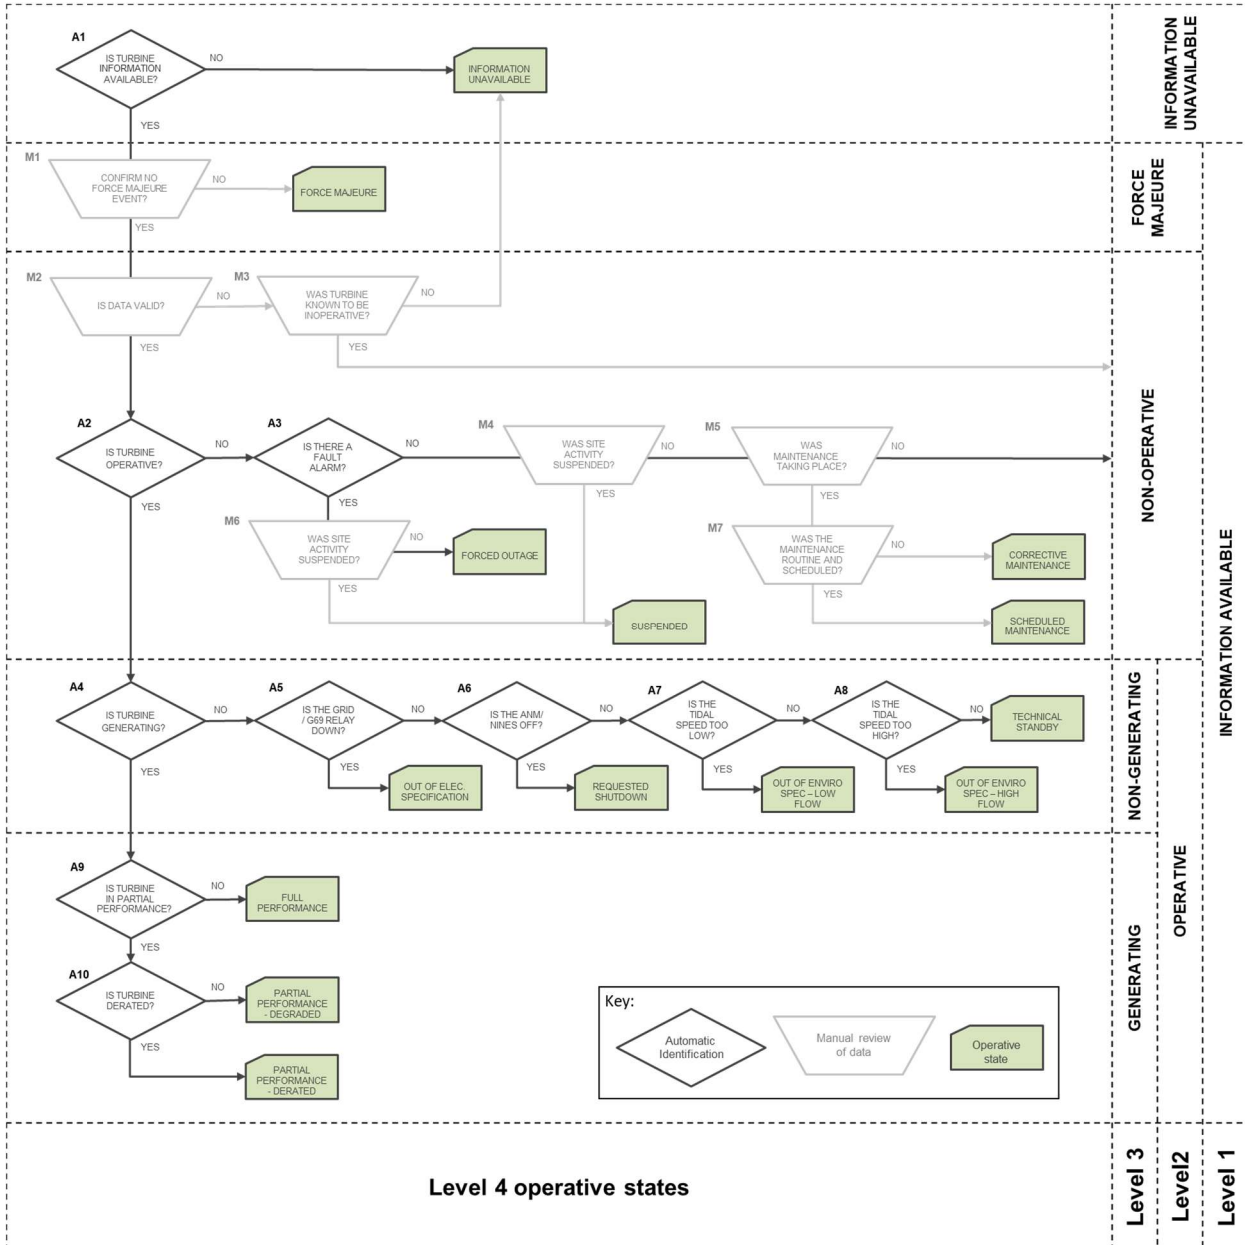 A1
IS TURBINE
INFORMATION
AVAILABLE?
NO
INFORMATION
UNAVAILABLE
YES
INFORMATION
UNAVAILABLE
M1
CONFIRM NO
FORCE MAJEURE
EVENT?
NO
FORCE MAJEURE
YES
FORCE
MAJEURE
M2
IS DATA VALID?
NO
YES
M3
WAS TURBINE
KNOWN TO BE
INOPERATIVE?
NO
YES
A2
IS TURBINE
OPERATIVE?
NO
YES
A3
IS THERE A
FAULT
ALARM?
NO
YES
M4
WAS SITE
ACTIVITY
SUSPENDED?
NO
YES
M5
WAS
MAINTENANCE
TAKING PLACE?
NO
YES
M6
WAS SITE
ACTIVITY
SUSPENDED?
NO
FORCED OUTAGE
YES
SUSPENDED
M7
WAS THE
MAINTENANCE
ROUTINE AND
SCHEDULED?
NO
CORRECTIVE
MAINTENANCE
YES
SCHEDULED
MAINTENANCE
NON-OPERATIVE
A4
IS TURBINE
GENERATING?
NO
YES
A5
IS THE GRID
/ G69 RELAY
DOWN?
NO
YES
OUT OF ELEC.
SPECIFICATION
A6
IS THE ANM/
NINES OFF?
NO
YES
REQUESTED
SHUTDOWN
A7
IS THE
TIDAL
SPEED TOO
LOW?
NO
YES
OUT OF ENVIRO
SPEC – LOW
FLOW
A8
IS THE
TIDAL
SPEED TOO
HIGH?
NO
TECHNICAL
STANDBY
YES
OUT OF ENVIRO
SPEC – HIGH
FLOW
NON-GENERATING
A9
IS TURBINE
IN PARTIAL
PERFORMANCE?
NO
FULL
PERFORMANCE
YES
A10
IS TURBINE
DERATED?
NO
PARTIAL
PERFORMANCE
- DEGRADED
YES
PARTIAL
PERFORMANCE
- DERATED
GENERATING
OPERATIVE
INFORMATION AVAILABLE
Key:
Automatic
Identification
Manual review
of data
Operative
state
Level 4 operative states
Level 3
Level2
Level 1